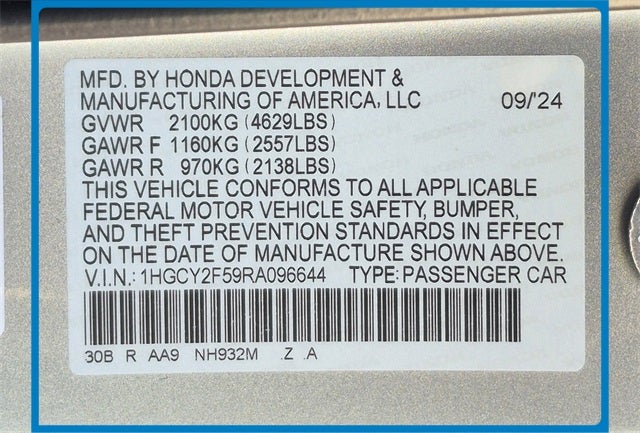 MFD. BY HONDA DEVELOPMENT &
MANUFACTURING OF AMERICA, LLC 09/'24
GVWR 2100KG (4629LBS)
GAWR F 1160KG (2557LBS)
GAWR R 970KG (2138LBS)
THIS VEHICLE CONFORMS TO ALL APPLICABLE
FEDERAL MOTOR VEHICLE SAFETY, BUMPER,
AND THEFT PREVENTION STANDARDS IN EFFECT
ON THE DATE OF MANUFACTURE SHOWN ABOVE.
V.I.N.: 1HGCY2F59RA096644 TYPE: PASSENGER CAR
30B R AA9 NH932M .Z .A